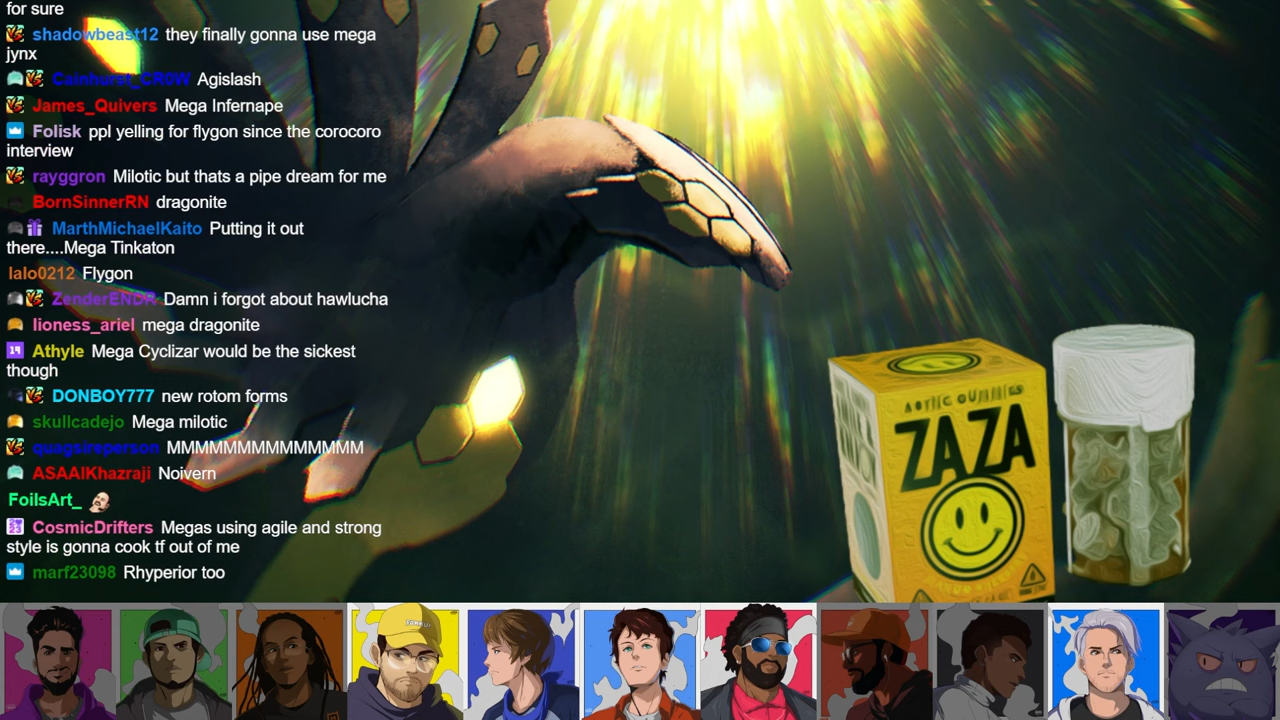 for sure
shadowbeast12 they finally gonna use mega
jynx
Cainhurst_CR0W Agislash
James_Quivers Mega Infernape
Folisk ppl yelling for flygon since the corocoro
interview
rayggron Milotic but thats a pipe dream for me
BornSinnerRN dragonite
MarthMichaelKaito Putting it out
there....Mega Tinkaton
lalo0212 Flygon
ZenderENDR Damn i forgot about hawlucha
lioness_ariel mega dragonite
19 Athyle Mega Cyclizar would be the sickest
though
DONBOY777 new rotom forms
skullcadejo Mega milotic
quagsireperson MMMMMMMMMMMMMM
ASAAlKhazraji Noivern
FoilsArt_
23 CosmicDrifters Megas using agile and strong
style is gonna cook tf out of me
marf23098 Rhyperior too
ZAZA